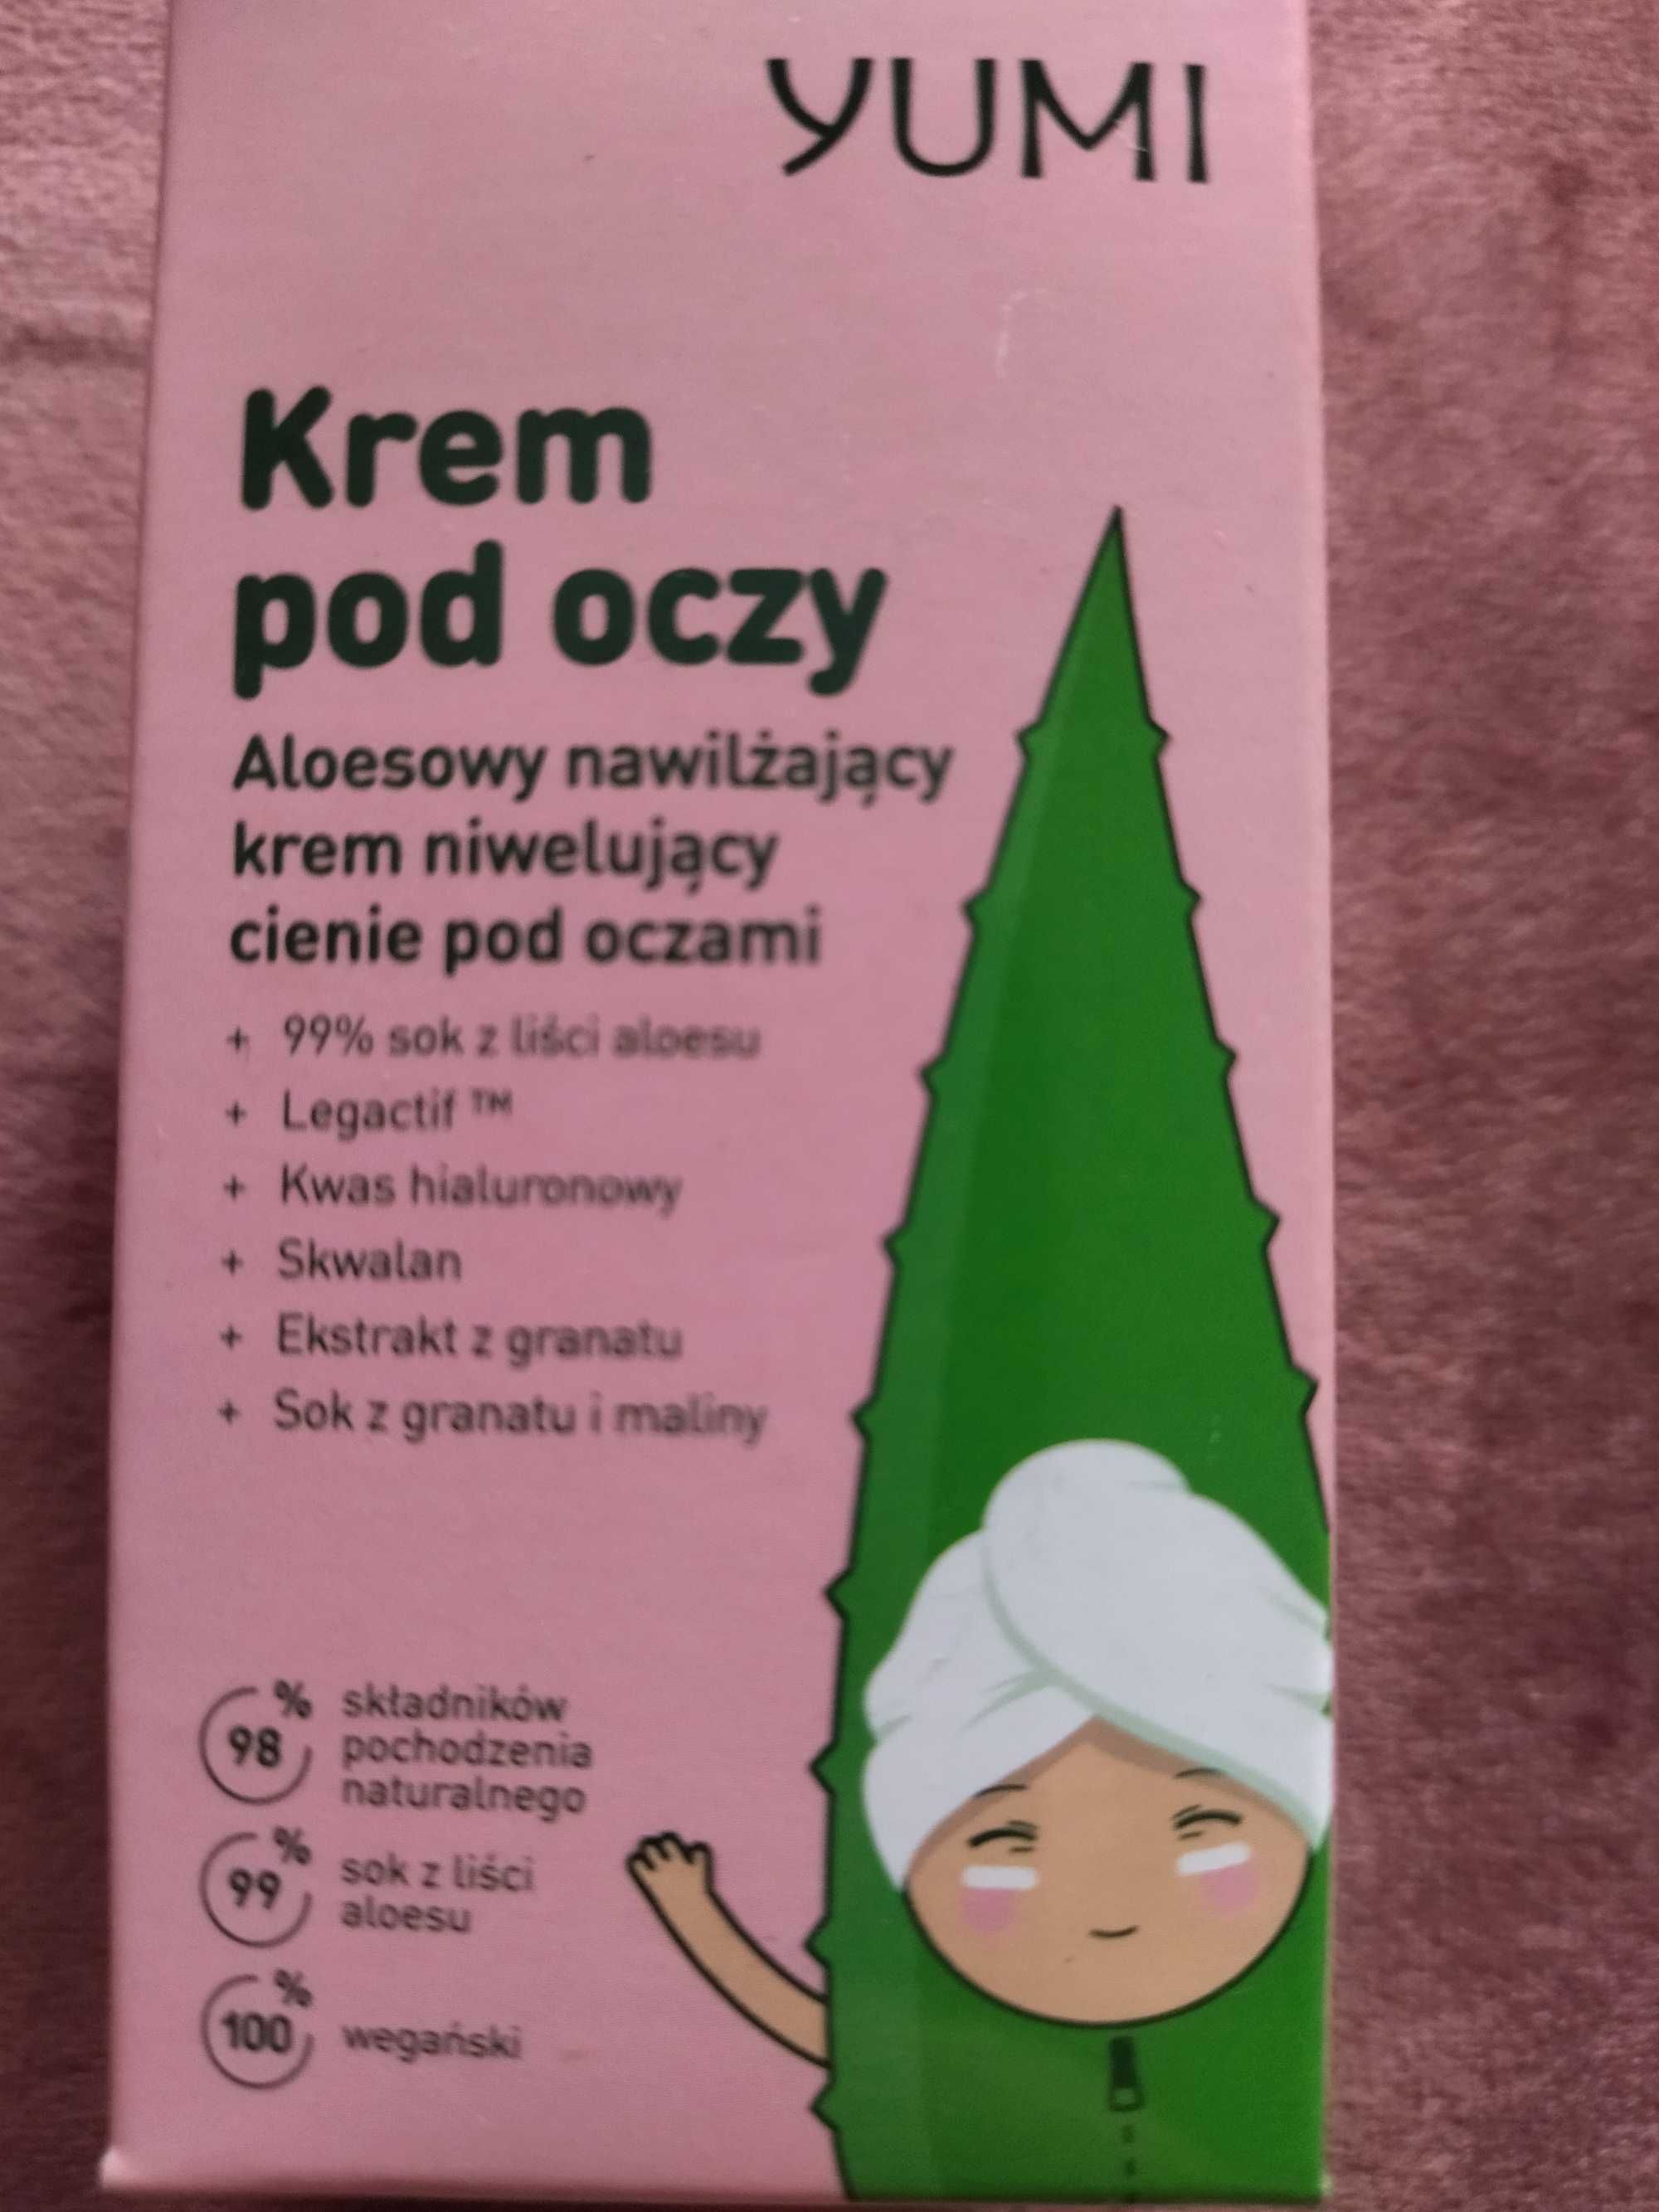 YUMI
Krem
pod oczy
Aloesowy nawilżający
krem niwelujący
cienie pod oczami
+ 99% sok z liści aloesu
+ Legactif ™
+ Kwas hialuronowy
+ Skwalan
+ Ekstrakt z granatu
+ Sok z granatu i maliny
98 % składników
pochodzenia
naturalnego
99 % sok z liści
aloesu
100 % wegański